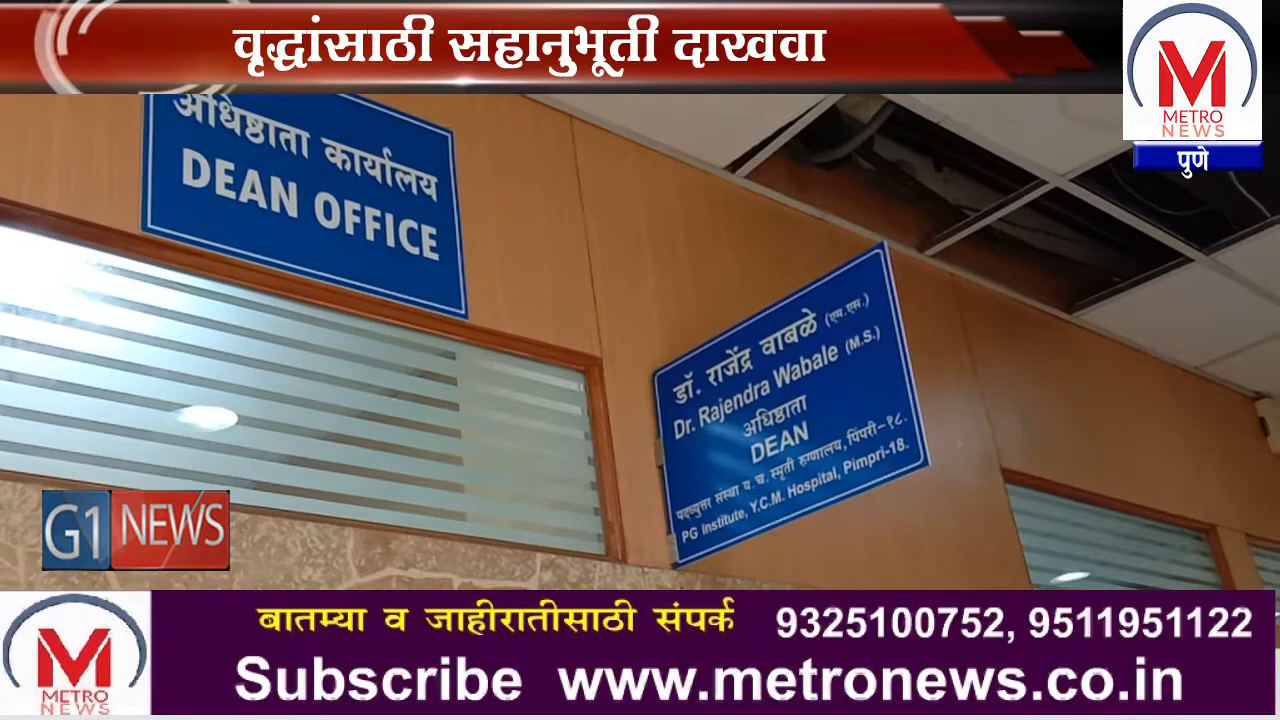 वृद्धांसाठी सहानुभूती दाखवा
M
METRO
NEWS
पुणे
अधिष्ठाता कार्यालय
DEAN OFFICE
डॉ. राजेंद्र वाबळे (एम.एस.)
Dr. Rajendra Wabale (M.S.)
अधिष्ठाता
DEAN
पदव्युत्तर संस्था य. च. स्मृती रुग्णालय, पिंपरी-१८.
PG Institute, Y.C.M. Hospital, Pimpri-18.
G1 NEWS
M
METRO
NEWS
बातम्या व जाहीरातीसाठी संपर्क 9325100752, 9511951122
Subscribe www.metronews.co.in